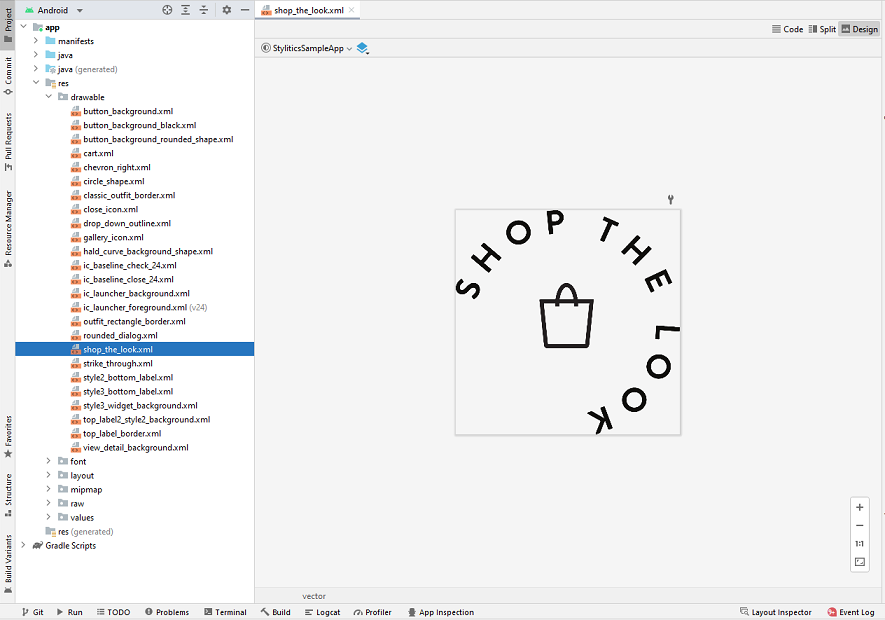 Android
shop_the_look.xml
Code Split Design
StyliticsSampleApp
Project
Commit
Pull Requests
Resource Manager
Favorites
Structure
Build Variants
app
manifests
java
java (generated)
res
drawable
button_background.xml
button_background_black.xml
button_background_rounded_shape.xml
cart.xml
chevron_right.xml
circle_shape.xml
classic_outfit_border.xml
close_icon.xml
drop_down_outline.xml
gallery_icon.xml
hald_curve_background_shape.xml
ic_baseline_check_24.xml
ic_baseline_close_24.xml
ic_launcher_background.xml
ic_launcher_foreground.xml (v24)
outfit_rectangle_border.xml
rounded_dialog.xml
shop_the_look.xml
strike_through.xml
style2_bottom_label.xml
style3_bottom_label.xml
style3_widget_background.xml
top_label2_style2_background.xml
top_label_border.xml
view_detail_background.xml
font
layout
mipmap
raw
values
res (generated)
Gradle Scripts
SHOP THE LOOK
1:1
vector
Git Run TODO Problems Terminal Build Logcat Profiler App Inspection Layout Inspector Event Log